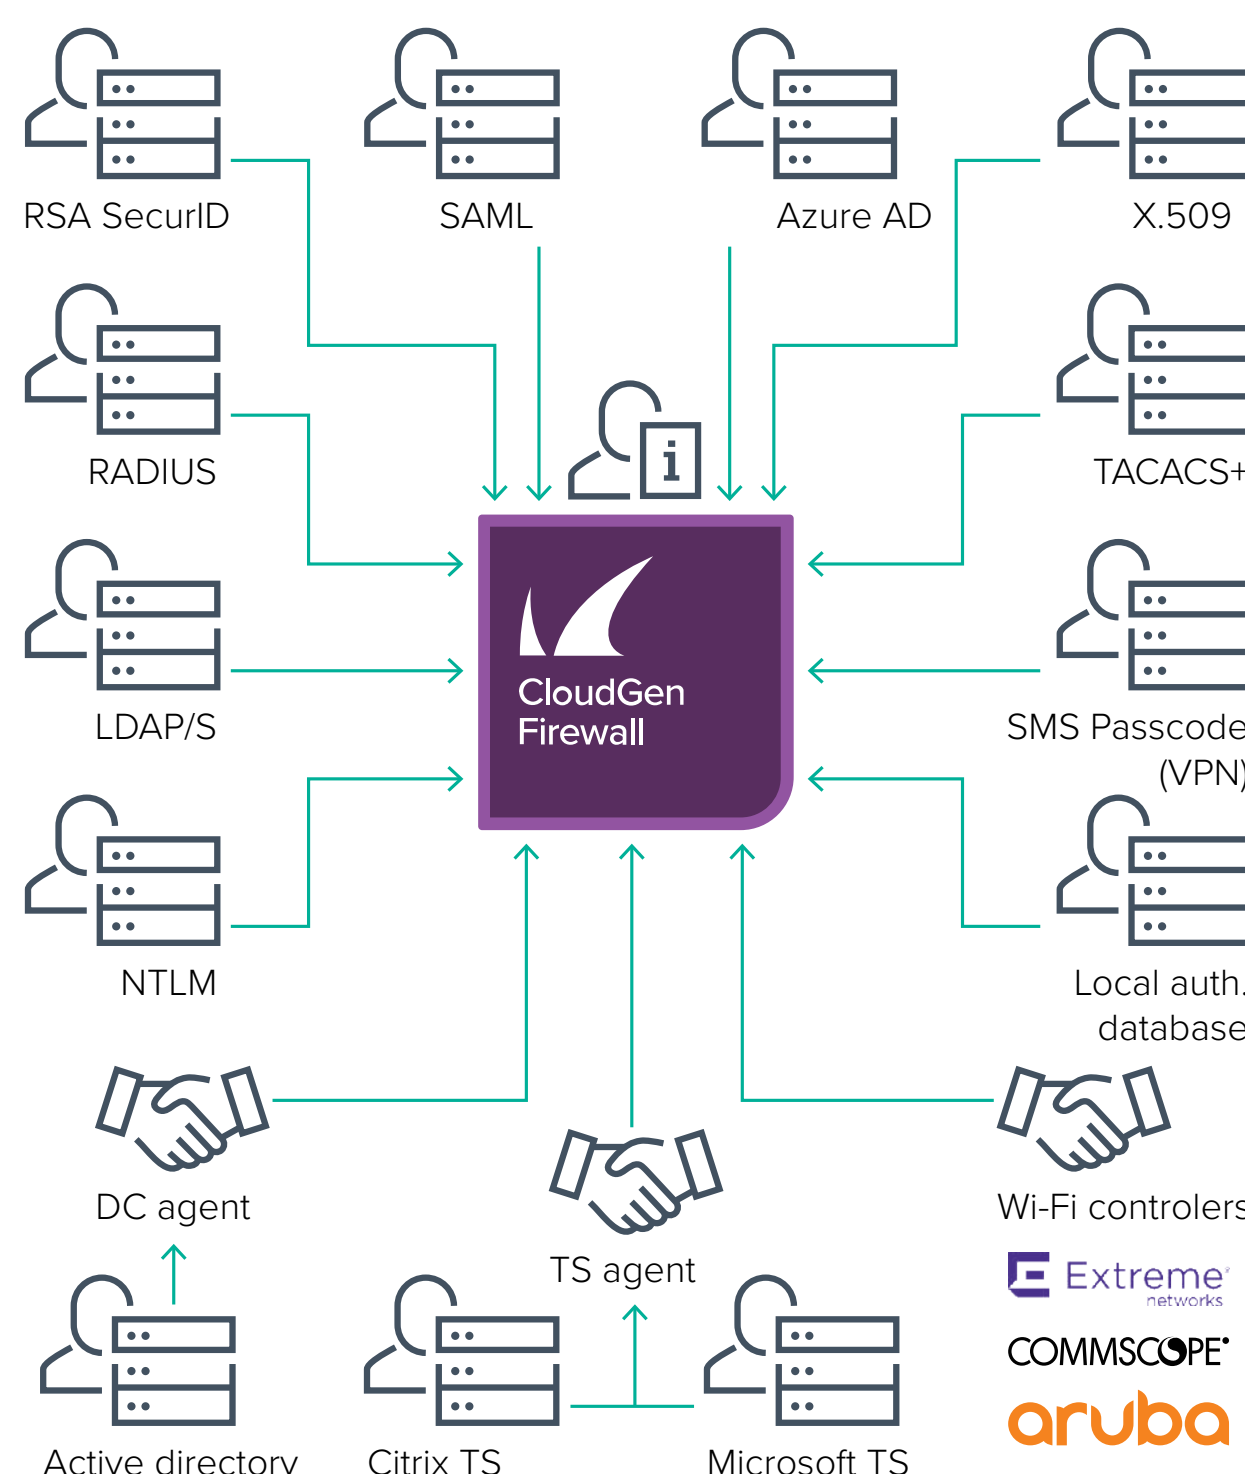 RSA SecurID
SAML
Azure AD
X.509
RADIUS
TACACS+
i
LDAP/S
CloudGen
Firewall
SMS Passcode
(VPN)
NTLM
Local auth.
database
DC agent
TS agent
Wi-Fi controlers
Extreme
networks
COMMSCOPE
aruba
Active directory
Citrix TS
Microsoft TS